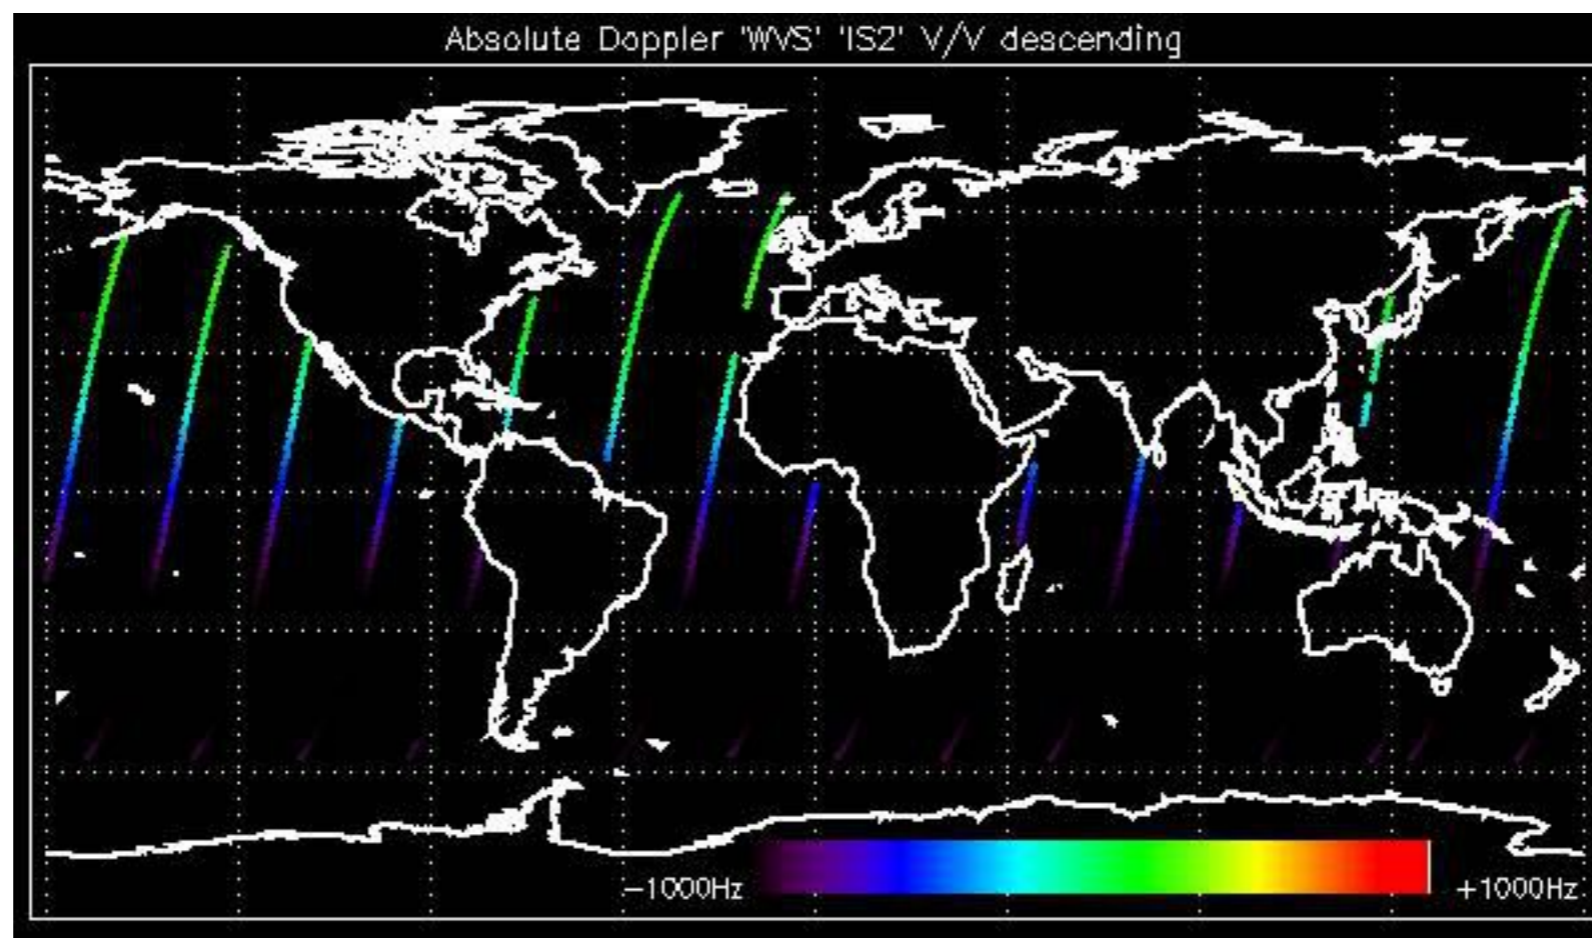 Absolute Doppler 'WVS' 'IS2' V/V descending
-1000Hz +1000Hz